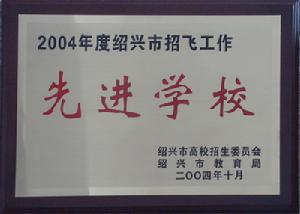 2004年度绍兴市招飞工作
先进学校
绍兴市高校招生委员会
绍兴市教育局
二〇〇四年十月